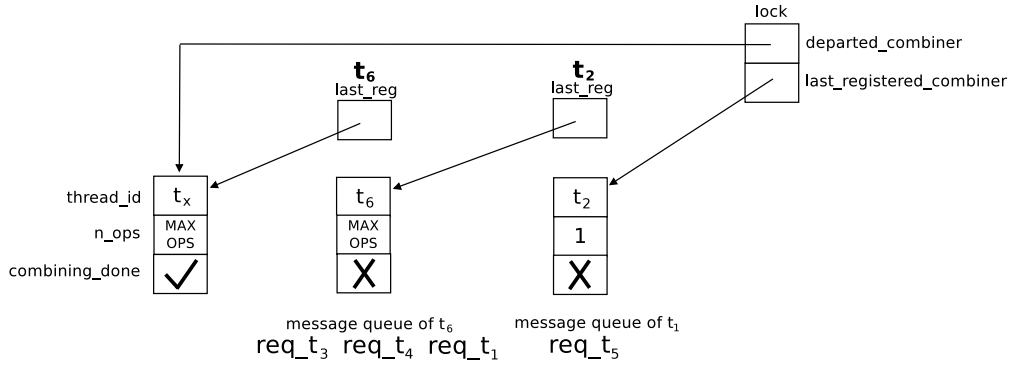 lock
departed_combiner
last_registered_combiner
t6
last_reg
t2
last_reg
thread_id
tx
t6
t2
n_ops
MAX
OPS
MAX
OPS
1
combining_done
message queue of t6
req_t3 req_t4 req_t1
message queue of t1
req_t5